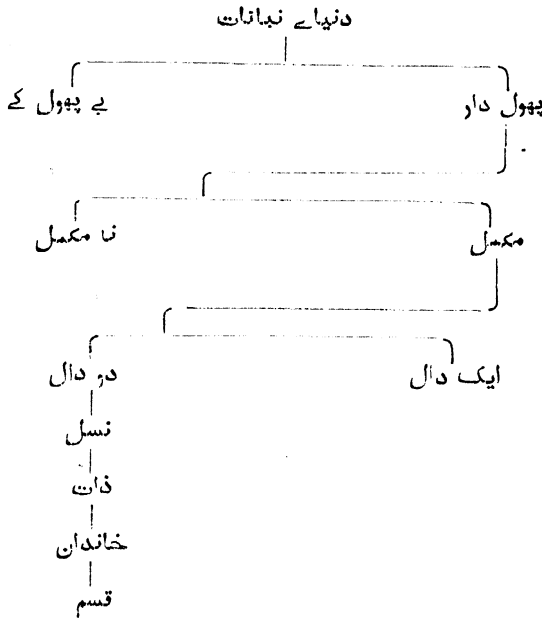 دنیاے نباتات
پھول دار
بے پھول کے
مکمل
نا مکمل
ایک دال
دو دال
نسل
ذات
خاندان
قسم